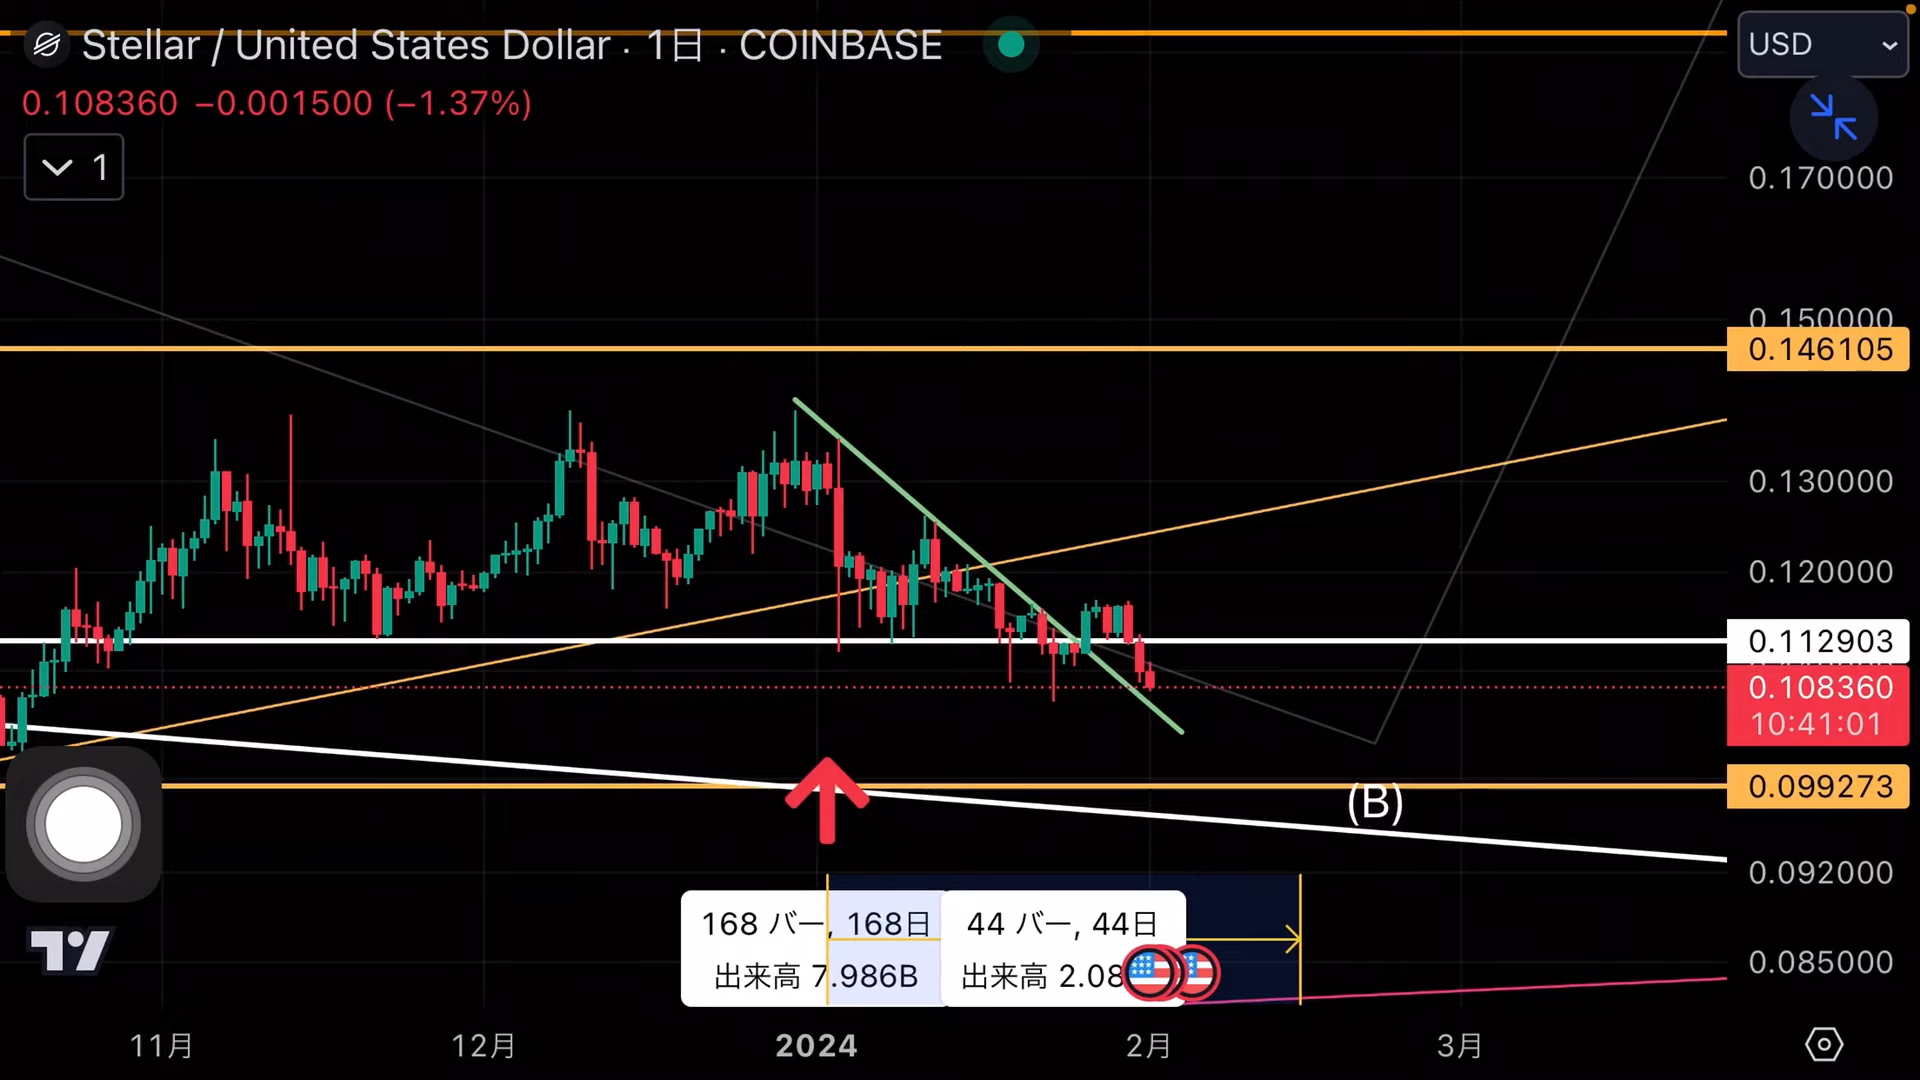 Stellar / United States Dollar · 1日 · COINBASE
USD
0.108360 −0.001500 (−1.37%)
1
0.170000
0.150000
0.146105
0.130000
0.120000
0.112903
0.108360
10:41:01
0.099273
(B)
0.092000
0.085000
168 バー, 168日
出来高 7.986B
44 バー, 44日
出来高 2.08
11月
12月
2024
2月
3月